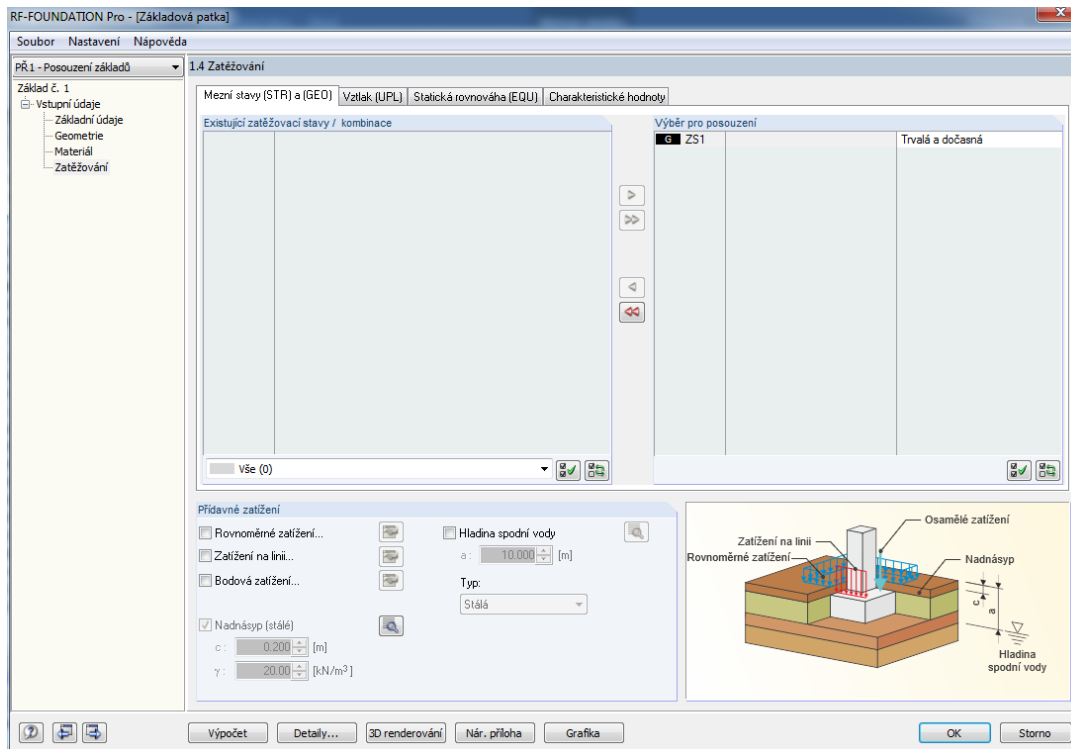 RF-FOUNDATION Pro - [Základová patka]
Soubor Nastavení Nápověda
PŘ.1 - Posouzení základů
1.4 Zatěžování
Základ č. 1
Vstupní údaje
Základní údaje
Geometrie
Materiál
Zatěžování
Mezní stavy (STR) a (GEO) Vztlak (UPL) Statická rovnováha (EQU) Charakteristické hodnoty
Existující zatěžovací stavy / kombinace
Výběr pro posouzení
G ZS1 Trvalá a dočasná
Vše (0)
Přídavné zatížení
Rovnoměrné zatížení...
Zatížení na linii...
Bodová zatížení...
Nadnásyp (stálé)
c : 0.200 [m]
γ : 20.00 [kN/m³]
Hladina spodní vody
a : 10.000 [m]
Typ:
Stálá
Osamělé zatížení
Zatížení na linii
Rovnoměrné zatížení
Nadnásyp
c
a
Hladina
spodní vody
Výpočet Detaily... 3D renderování Nár. příloha Grafika OK Storno